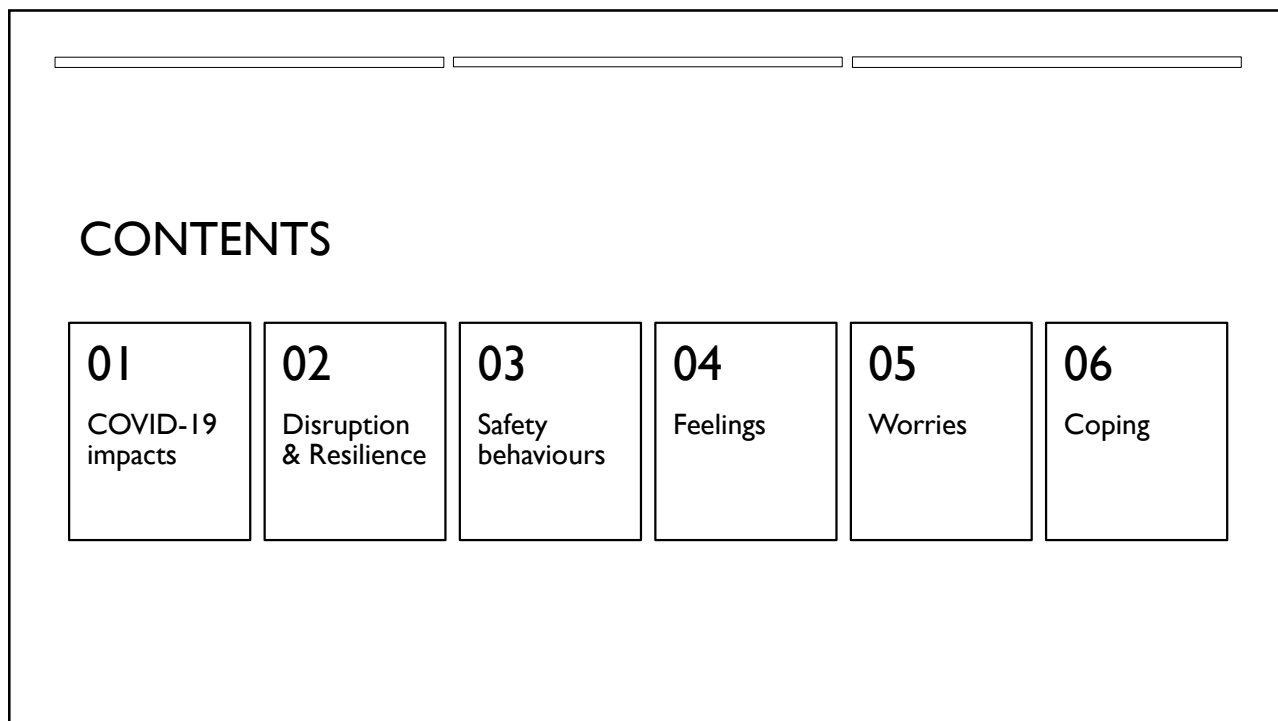 CONTENTS
01
COVID-19
impacts
02
Disruption
& Resilience
03
Safety
behaviours
04
Feelings
05
Worries
06
Coping